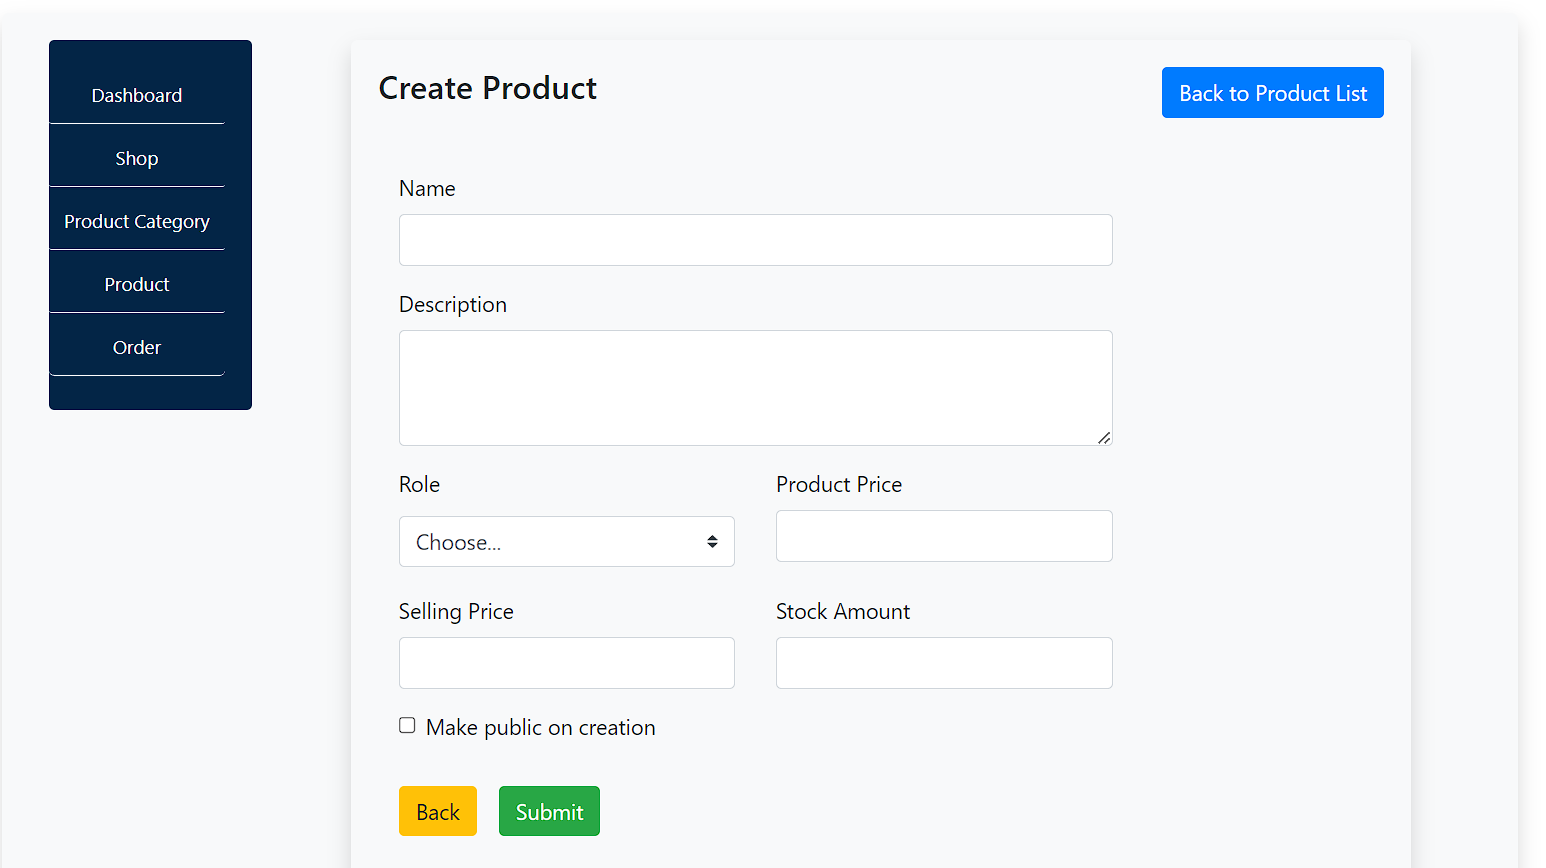 Dashboard
Shop
Product Category
Product
Order
Create Product
Back to Product List
Name
Description
Role
Product Price
Choose...
Selling Price
Stock Amount
Make public on creation
Back
Submit